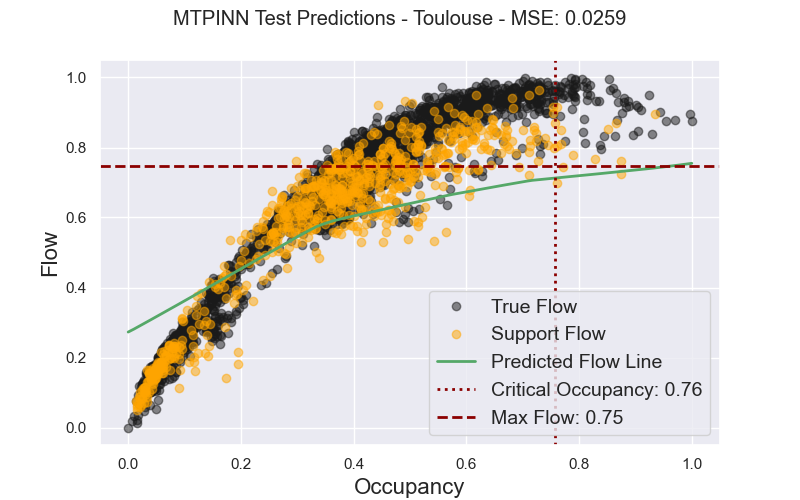 MTPINN Test Predictions - Toulouse - MSE: 0.0259
1.0
0.8
0.6
0.4
0.2
0.0
Flow
True Flow
Support Flow
Predicted Flow Line
Critical Occupancy: 0.76
Max Flow: 0.75
0.0 0.2 0.4 0.6 0.8 1.0
Occupancy